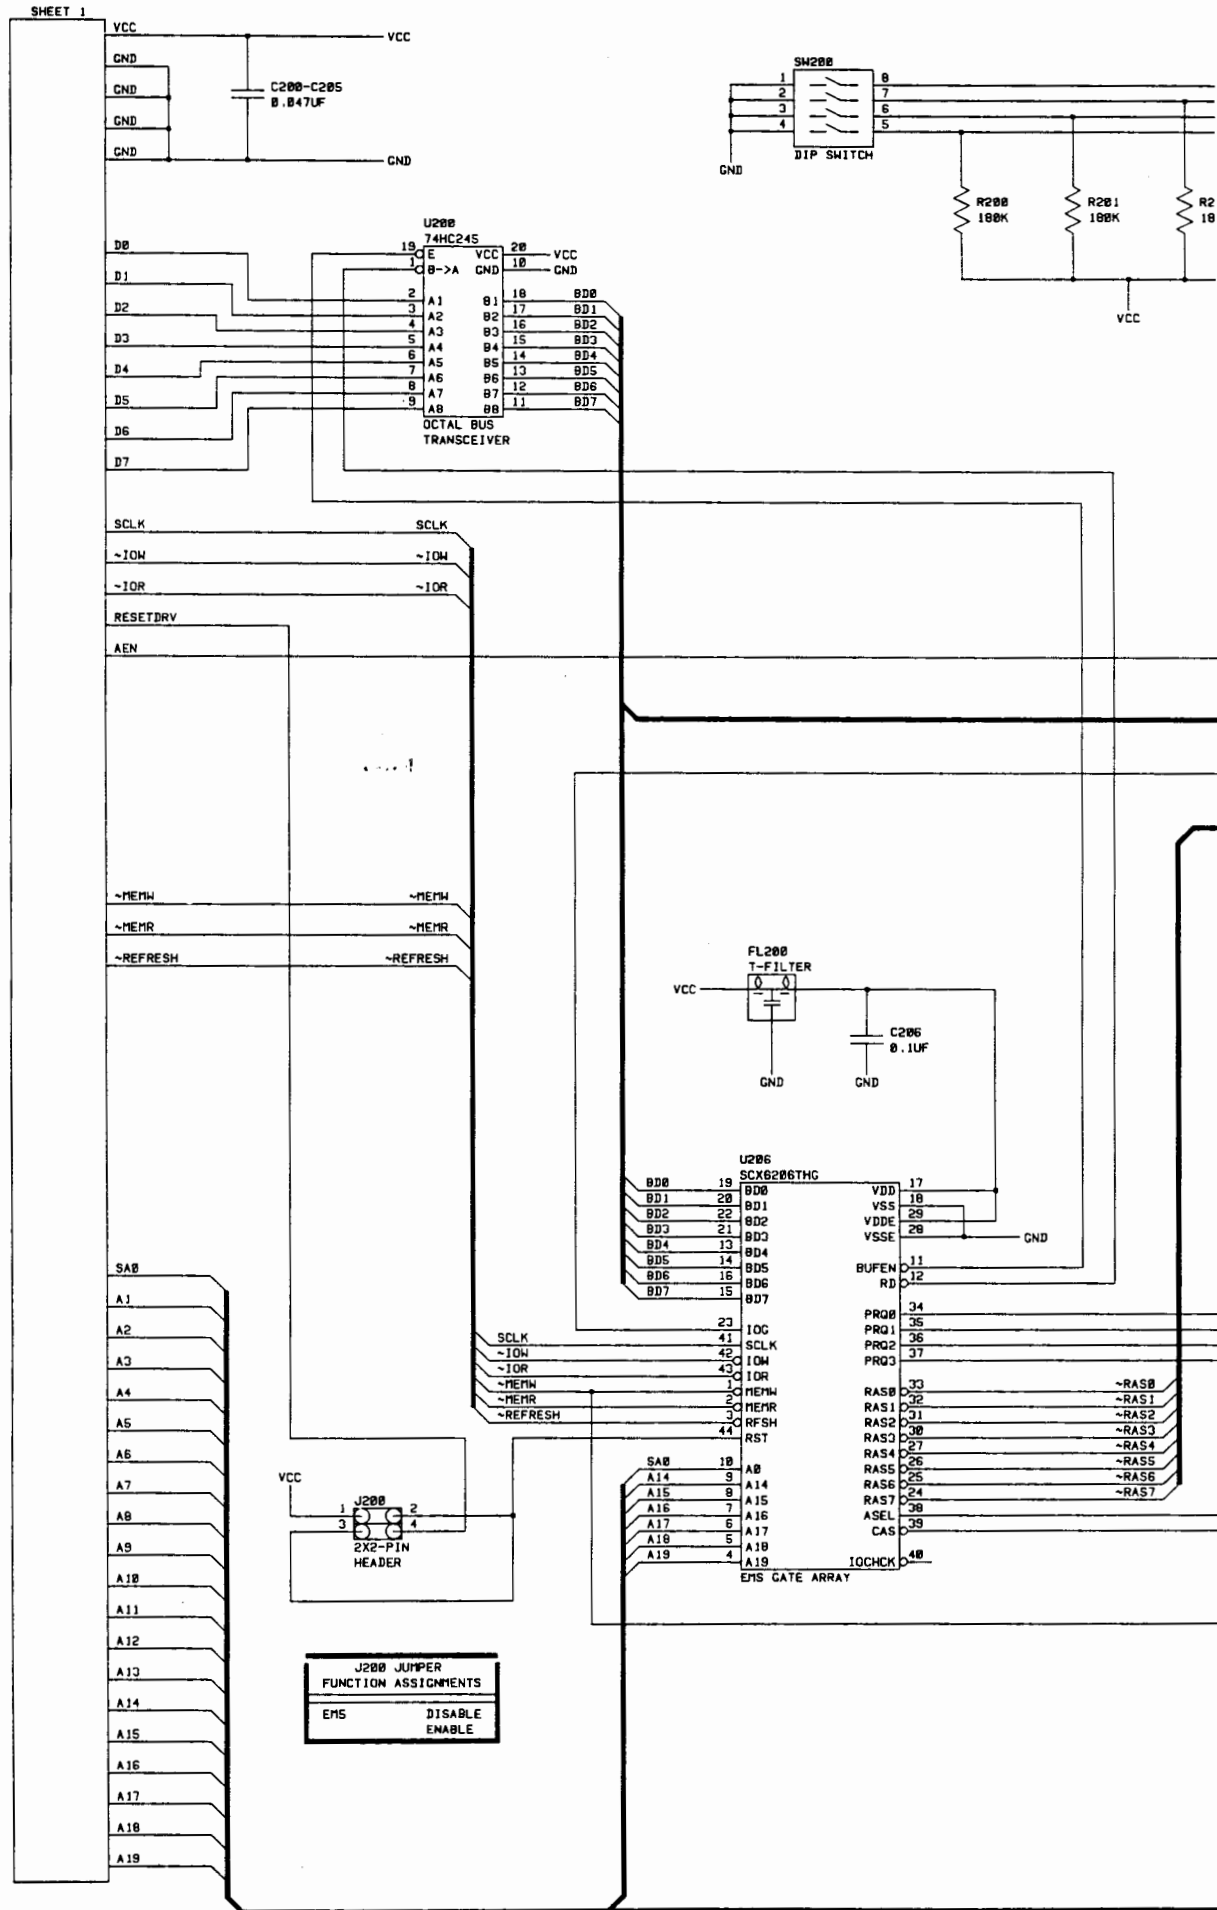 SHEET 1
VCC
VCC
GND
GND
GND
GND
GND
C200-C205
0.047UF
SW200
1 8
2 7
3 6
4 5
DIP SWITCH
GND
R200
180K
R201
180K
R2
18
VCC
U200
74HC245
19 E VCC 20 VCC
1 B->A GND 10 GND
2 A1 B1 18 BD0
3 A2 B2 17 BD1
4 A3 B3 16 BD2
5 A4 B4 15 BD3
6 A5 B5 14 BD4
7 A6 B6 13 BD5
8 A7 B7 12 BD6
9 A8 B8 11 BD7
OCTAL BUS
TRANSCEIVER
D0
D1
D2
D3
D4
D5
D6
D7
SCLK SCLK
~IOW ~IOW
~IOR ~IOR
RESETDRV
AEN
~MEMW ~MEMW
~MEMR ~MEMR
~REFRESH ~REFRESH
FL200
T-FILTER
VCC
C206
0.1UF
GND
GND
U206
SCX6206THG
BD0 19 BD0 VDD 17
BD1 20 BD1 VSS 18
BD2 22 BD2 VDDE 29
BD3 21 BD3 VSSE 28 GND
BD4 13 BD4
BD5 14 BD5 BUFEN 11
BD6 16 BD6 RD 12
BD7 15 BD7
PRQ0 34
23 IOG PRQ1 35
SCLK 41 SCLK PRQ2 36
~IOW 42 IOW PRQ3 37
~IOR 43 IOR
~MEMW 1 MEMW RAS0 33 ~RAS0
~MEMR 2 MEMR RAS1 32 ~RAS1
~REFRESH 3 RFSH RAS2 31 ~RAS2
44 RST RAS3 30 ~RAS3
RAS4 27 ~RAS4
SA0 10 A0 RAS5 26 ~RAS5
A14 9 A14 RAS6 25 ~RAS6
A15 8 A15 RAS7 24 ~RAS7
A16 7 A16 ASEL 38
A17 6 A17 CAS 39
A18 5 A18
A19 4 A19 IOCHCK 40
EMS GATE ARRAY
SA0
A1
A2
A3
A4
A5
A6
A7
A8
A9
A10
A11
A12
A13
A14
A15
A16
A17
A18
A19
VCC
J200
1 2
3 4
2X2-PIN
HEADER
J200 JUMPER
FUNCTION ASSIGNMENTS
EMS DISABLE
ENABLE